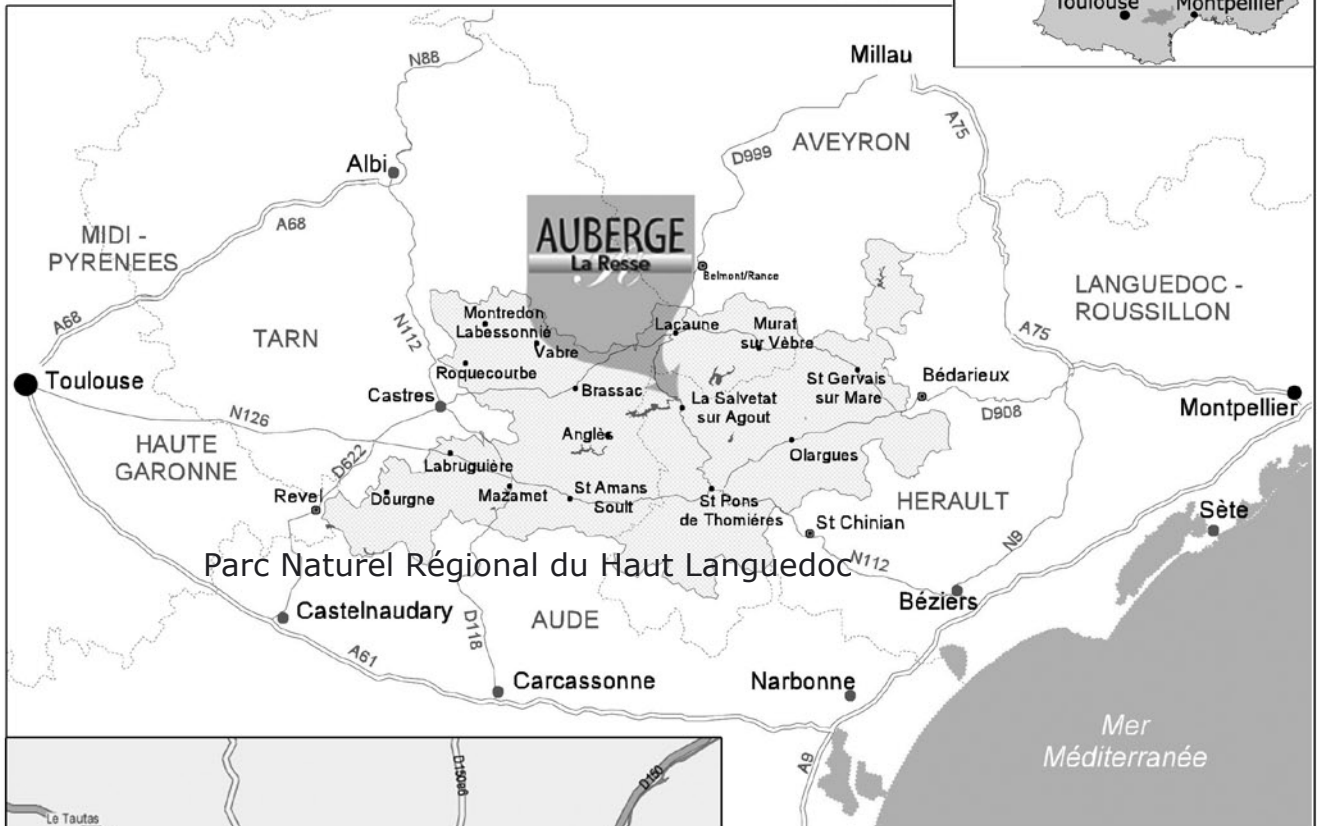 Toulouse
Montpellier
N88
Millau
A75
D999
AVEYRON
Albi
A68
MIDI -
PYRENEES
AUBERGE
La Resse
Belmont/Rance
LANGUEDOC -
ROUSSILLON
A68
TARN
N112
Montredon
Labessonnié
Vabre
Lacaune
Murat
sur Vèbre
A75
Toulouse
Roquecourbe
Brassac
St Gervais
sur Mare
Bédarieux
Castres
La Salvetat
sur Agout
D908
Montpellier
N126
HAUTE
GARONNE
D622
Anglès
Olargues
Labruguière
Revel
Dourgne
Mazamet
St Amans
Soult
St Pons
de Thomiéres
HERAULT
St Chinian
Sète
N9
Parc Naturel Régional du Haut Languedoc
N112
Béziers
Castelnaudary
D118
AUDE
A61
Carcassonne
Narbonne
Mer
Méditerranée
A9
D150e6
D150
Le Tautas